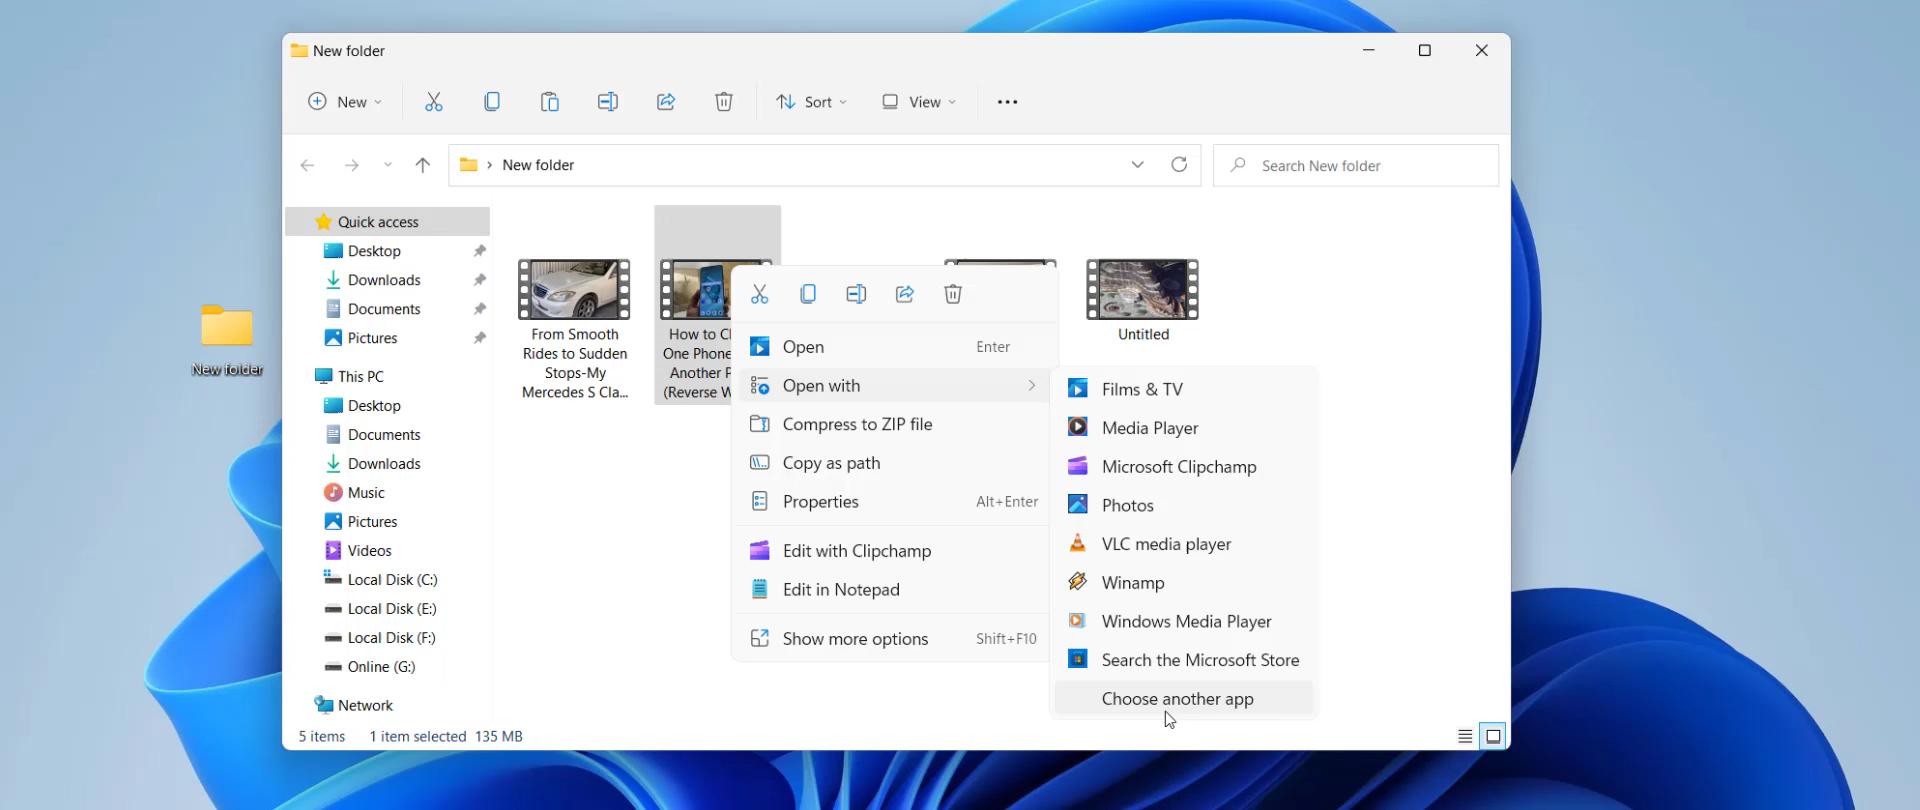 New folder
New
Sort
View
New folder
Search New folder
Quick access
Desktop
Downloads
Documents
Pictures
This PC
Desktop
Documents
Downloads
Music
Pictures
Videos
Local Disk (C:)
Local Disk (E:)
Local Disk (F:)
Online (G:)
Network
New folder
From Smooth
Rides to Sudden
Stops-My
Mercedes S Cla...
How to C
One Phone
Another
(Reverse
Untitled
Open Enter
Open with
Compress to ZIP file
Copy as path
Properties Alt+Enter
Edit with Clipchamp
Edit in Notepad
Show more options Shift+F10
Films & TV
Media Player
Microsoft Clipchamp
Photos
VLC media player
Winamp
Windows Media Player
Search the Microsoft Store
Choose another app
5 items 1 item selected 135 MB